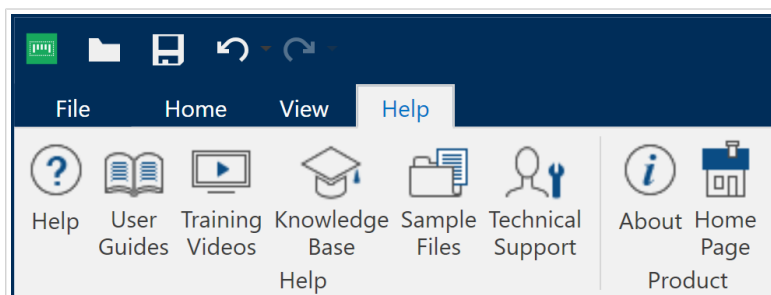 File Home View Help
Help User Guides Training Videos Knowledge Base Sample Files Technical Support About Home Page
Help Product